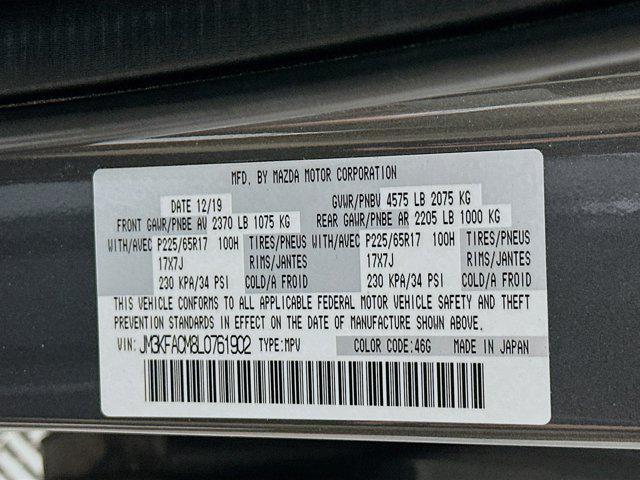 MFD. BY MAZDA MOTOR CORPORATION
DATE 12/19 GVWR/PNBV 4575 LB 2075 KG
FRONT GAWR/PNBE AV 2370 LB 1075 KG REAR GAWR/PNBE AR 2205 LB 1000 KG
WITH/AVEC P225/65R17 100H TIRES/PNEUS WITH/AVEC P225/65R17 100H TIRES/PNEUS
17X7J RIMS/JANTES 17X7J RIMS/JANTES
230 KPA/34 PSI COLD/A FROID 230 KPA/34 PSI COLD/A FROID
THIS VEHICLE CONFORMS TO ALL APPLICABLE FEDERAL MOTOR VEHICLE SAFETY AND THEFT
PREVENTION STANDARDS IN EFFECT ON THE DATE OF MANUFACTURE SHOWN ABOVE.
VIN: JM3KFACM8L0761902 TYPE:MPV COLOR CODE:46G MADE IN JAPAN